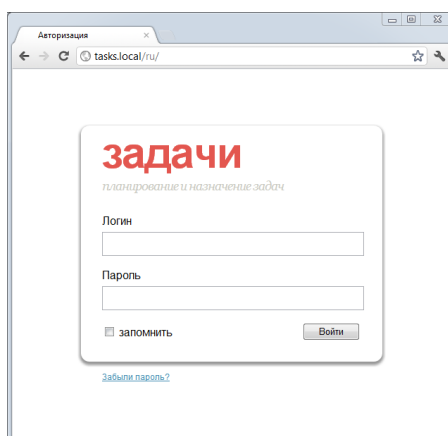 Авторизация
tasks.local/ru/
задачи
планирование и назначение задач
Логин
Пароль
запомнить
Войти
Забыли пароль?